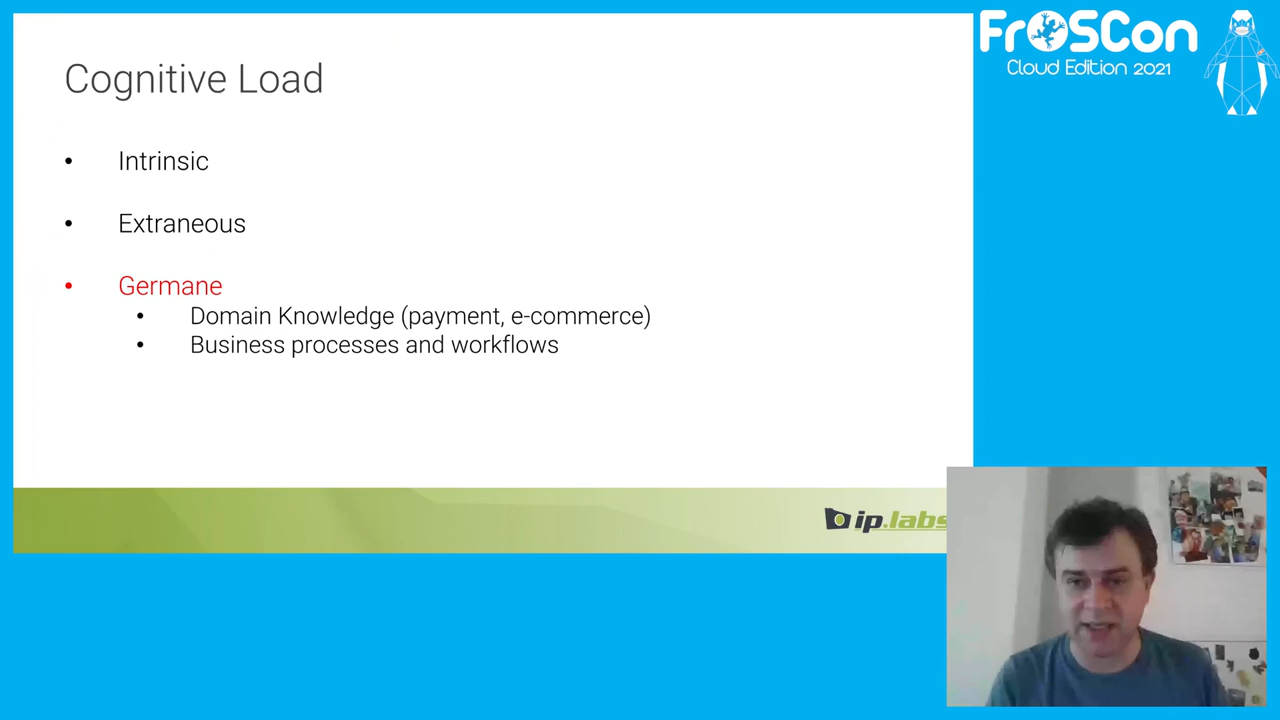 FrOSCon
Cloud Edition 2021
Cognitive Load
• Intrinsic
• Extraneous
• Germane
• Domain Knowledge (payment, e-commerce)
• Business processes and workflows
ip.labs